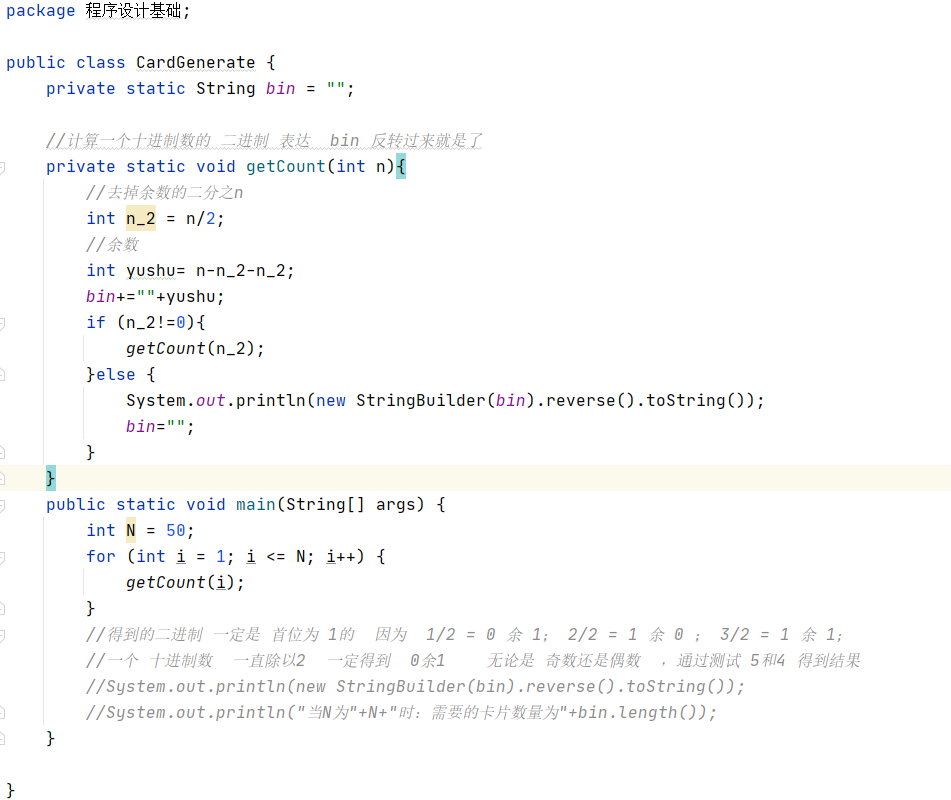 package 程序设计基础;
public class CardGenerate {
private static String bin = "";
//计算一个十进制数的 二进制 表达  bin 反转过来就是了
private static void getCount(int n){
//去掉余数的二分之n
int n_2 = n/2;
//余数
int yushu= n-n_2-n_2;
bin+=""+yushu;
if (n_2!=0){
getCount(n_2);
}else {
System.out.println(new StringBuilder(bin).reverse().toString());
bin="";
}
}
public static void main(String[] args) {
int N = 50;
for (int i = 1; i <= N; i++) {
getCount(i);
}
//得到的二进制 一定是 首位为 1的  因为  1/2 = 0 余 1; 2/2 = 1 余 0 ; 3/2 = 1 余 1;
//一个 十进制数  一直除以2  一定得到  0余1    无论是 奇数还是偶数  ，通过测试 5和4 得到结果
//System.out.println(new StringBuilder(bin).reverse().toString());
//System.out.println("当N为"+N+"时：需要的卡片数量为"+bin.length());
}
}